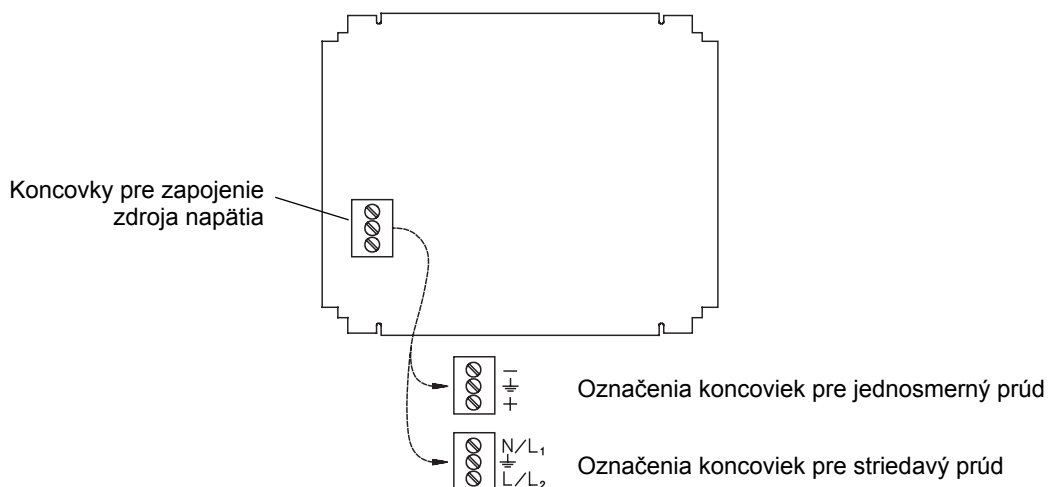 Koncovky pre zapojenie
zdroja napätia
–
+
Označenia koncoviek pre jednosmerný prúd
N/L₁
L/L₂
Označenia koncoviek pre striedavý prúd